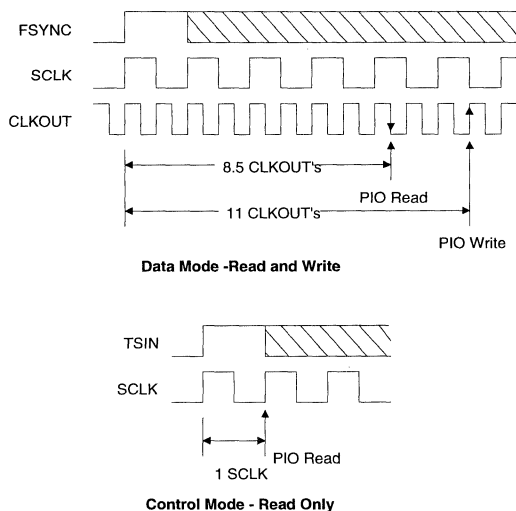 FSYNC
SCLK
CLKOUT
8.5 CLKOUT's
PIO Read
11 CLKOUT's
PIO Write
Data Mode -Read and Write
TSIN
SCLK
PIO Read
1 SCLK
Control Mode - Read Only